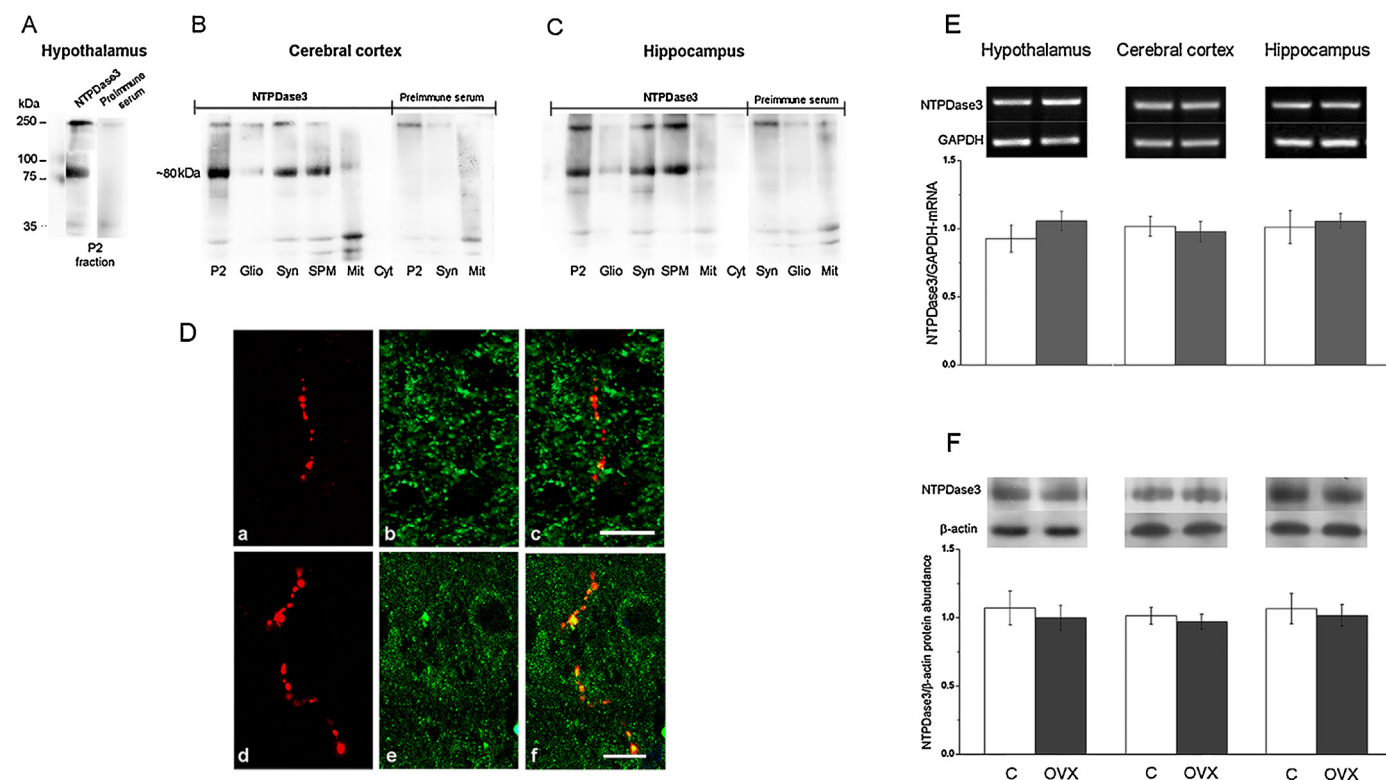 A
Hypothalamus
NTPDase3
Preimmune
serum
kDa
250
100
75
35
P2
fraction
B
Cerebral cortex
NTPDase3
Preimmune serum
~80kDa
P2 Glio Syn SPM Mit Cyt P2 Syn Mit
C
Hippocampus
NTPDase3
Preimmune serum
P2 Glio Syn SPM Mit Cyt Syn Glio Mit
D
a
b
c
d
e
f
E
Hypothalamus Cerebral cortex Hippocampus
NTPDase3
GAPDH
NTPDase3/GAPDH-mRNA
1.5
1.0
0.5
0.0
F
NTPDase3
β-actin
NTPDase3/β-actin protein abundance
1.5
1.0
0.5
0.0
C OVX C OVX C OVX